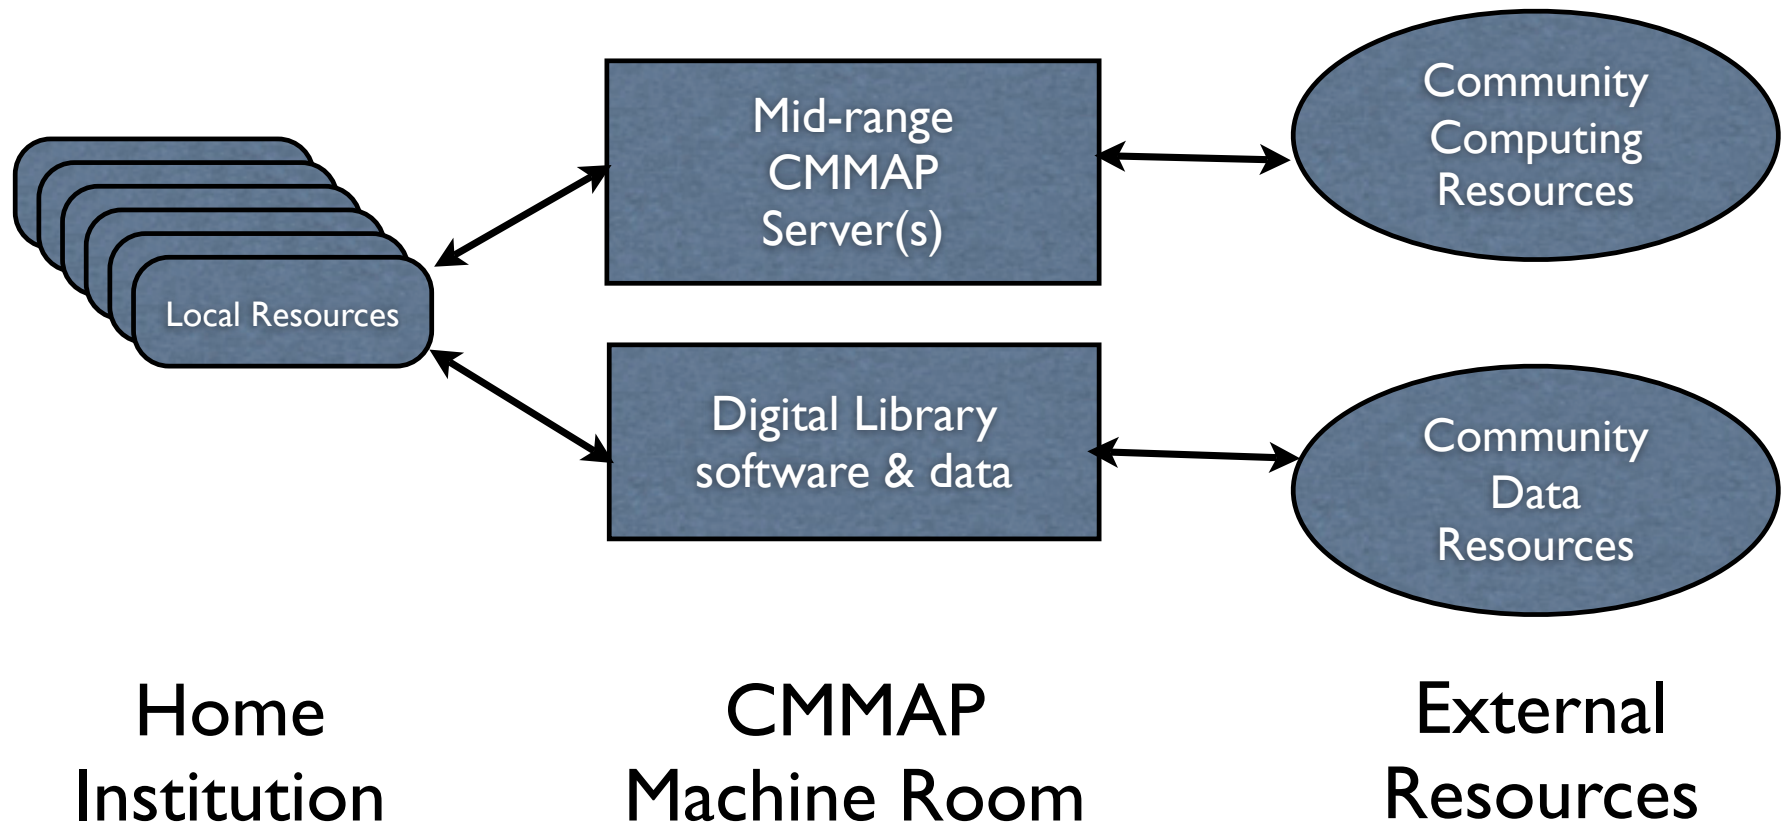 Local Resources
Mid-range
CMMAP
Server(s)
Digital Library
software & data
Community
Computing
Resources
Community
Data
Resources
Home
Institution
CMMAP
Machine Room
External
Resources